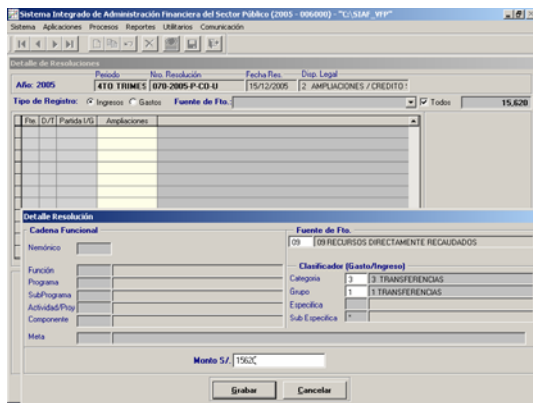 Sistema Integrado de Administración Financiera del Sector Público (2005 - 006000) - "C:\SIAF_VFP"
Sistema Aplicaciones Procesos Reportes Utilitarios Comunicación
Detalle de Resoluciones
Periodo Nro. Resolución Fecha Res. Disp. Legal
Año: 2005 4TO TRIMES 070-2005-P-CO-U 15/12/2005 2 AMPLIACIONES / CREDITO
Tipo de Registro: Ingresos Gastos Fuente de Fto.: Todos 15,620
Fte. D/T Partida I/G Ampliaciones
Detalle Resolución
Cadena Funcional Fuente de Fto.
09 09 RECURSOS DIRECTAMENTE RECAUDADOS
Nemónico
Clasificador (Gasto/Ingreso)
Función Categoria 3 3 TRANSFERENCIAS
Programa Grupo 1 1 TRANSFERENCIAS
SubPrograma Especifica
Actividad/Proy Sub Especifica *
Componente
Meta
Monto S/. 15620
Grabar Cancelar